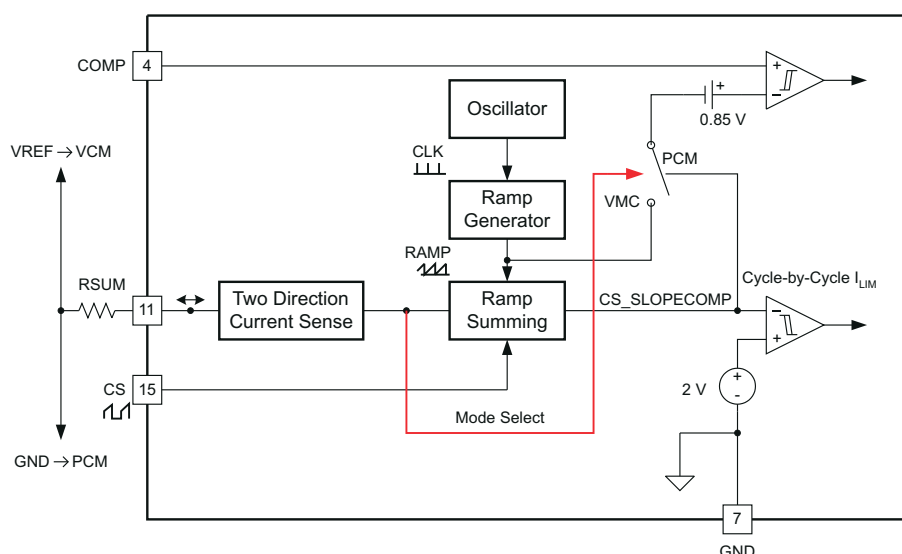 COMP
4
Oscillator
+
0.85 V
+
−
VREF→VCM
CLK
PCM
Ramp
Generator
VMC
RAMP
RSUM
11
Two Direction
Current Sense
Ramp
Summing
CS_SLOPECOMP
Cycle-by-Cycle ILIM
−
+
CS
15
2 V
+
-
Mode Select
GND→PCM
7
GND